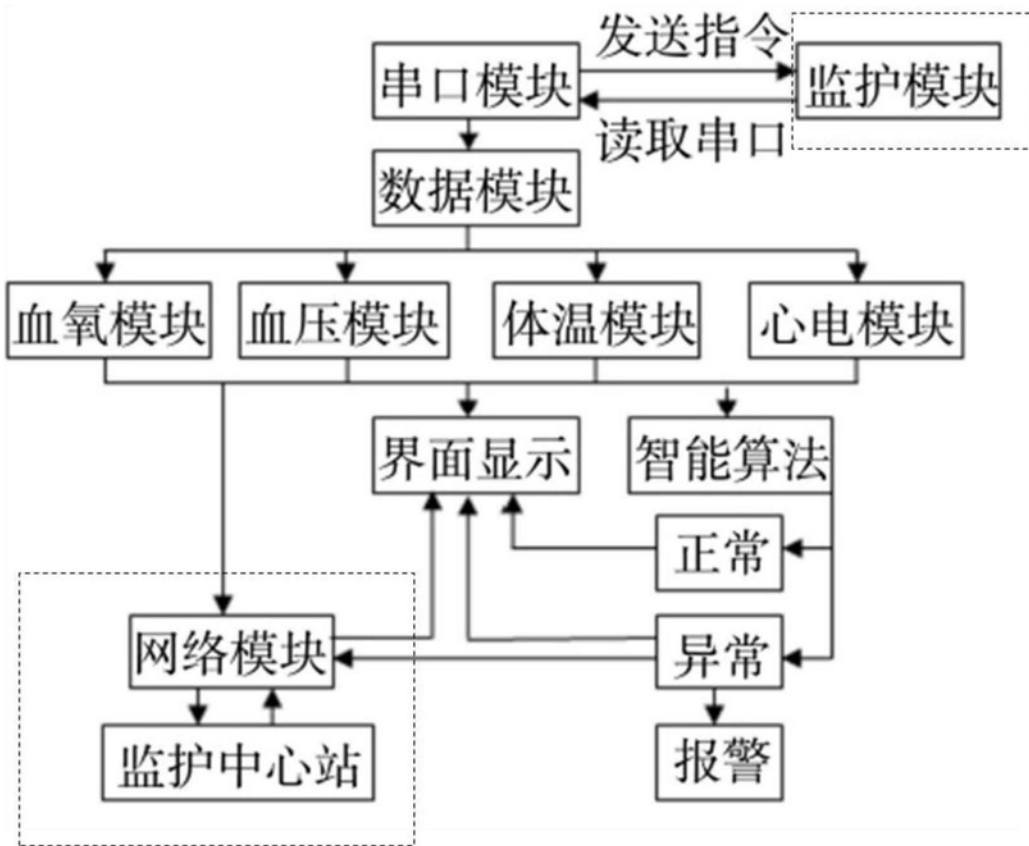 发送指令
串口模块
监护模块
读取串口
数据模块
血氧模块
血压模块
体温模块
心电模块
界面显示
智能算法
正常
网络模块
异常
监护中心站
报警